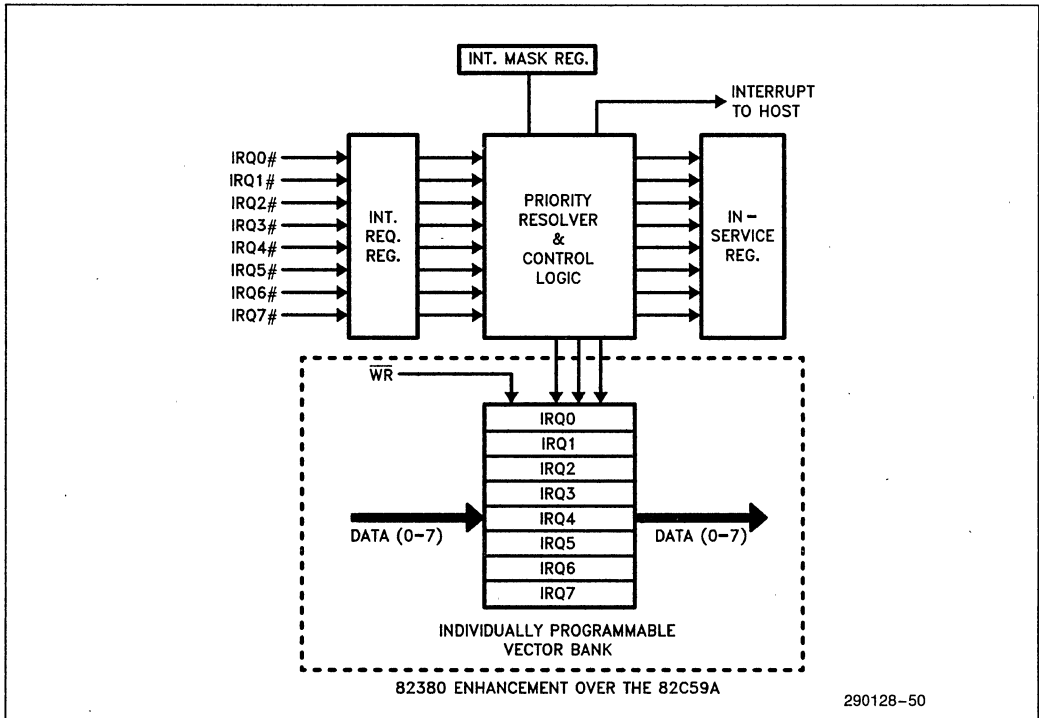 INT. MASK REG.
INTERRUPT
TO HOST
IRQ0#
IRQ1#
IRQ2#
IRQ3#
IRQ4#
IRQ5#
IRQ6#
IRQ7#
INT.
REQ.
REG.
PRIORITY
RESOLVER
&
CONTROL
LOGIC
IN-
SERVICE
REG.
WR
IRQ0
IRQ1
IRQ2
IRQ3
IRQ4
IRQ5
IRQ6
IRQ7
DATA (0-7)
DATA (0-7)
INDIVIDUALLY PROGRAMMABLE
VECTOR BANK
82380 ENHANCEMENT OVER THE 82C59A
290128-50